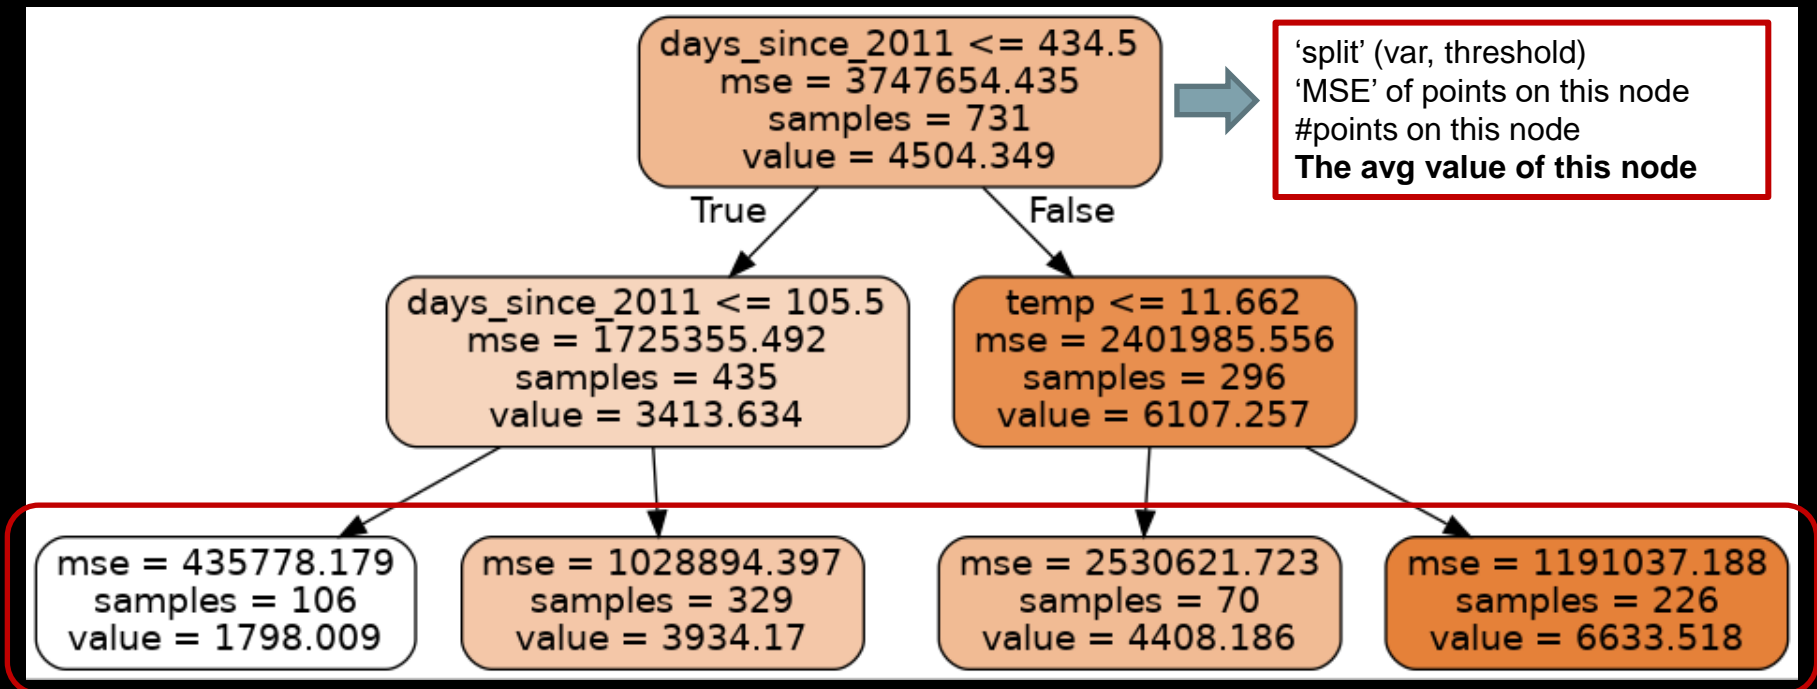 days_since_2011 <= 434.5
mse = 3747654.435
samples = 731
value = 4504.349
‘split’ (var, threshold)
‘MSE’ of points on this node
#points on this node
The avg value of this node
True
False
days_since_2011 <= 105.5
mse = 1725355.492
samples = 435
value = 3413.634
temp <= 11.662
mse = 2401985.556
samples = 296
value = 6107.257
mse = 435778.179
samples = 106
value = 1798.009
mse = 1028894.397
samples = 329
value = 3934.17
mse = 2530621.723
samples = 70
value = 4408.186
mse = 1191037.188
samples = 226
value = 6633.518